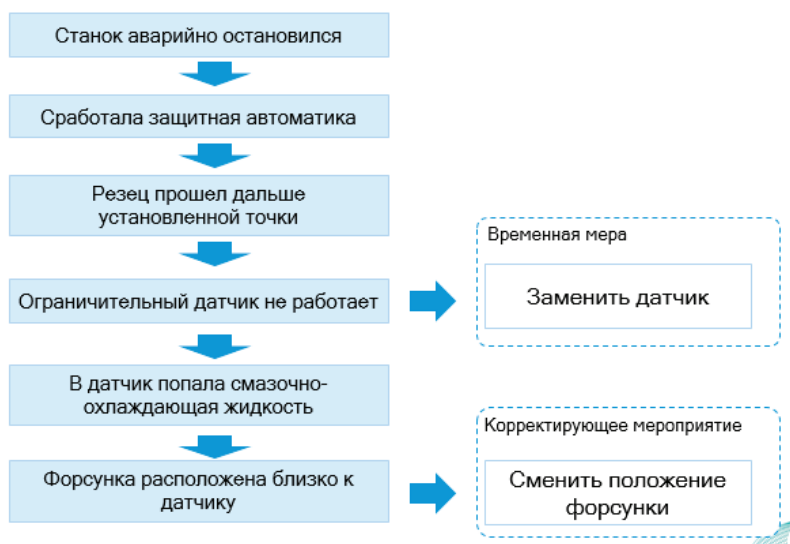 Станок аварийно остановился
Сработала защитная автоматика
Резец прошел дальше
установленной точки
Временная мера
Ограничительный датчик не работает
Заменить датчик
В датчик попала смазочно-
охлаждающая жидкость
Корректирующее мероприятие
Форсунка расположена близко к
датчику
Сменить положение
форсунки